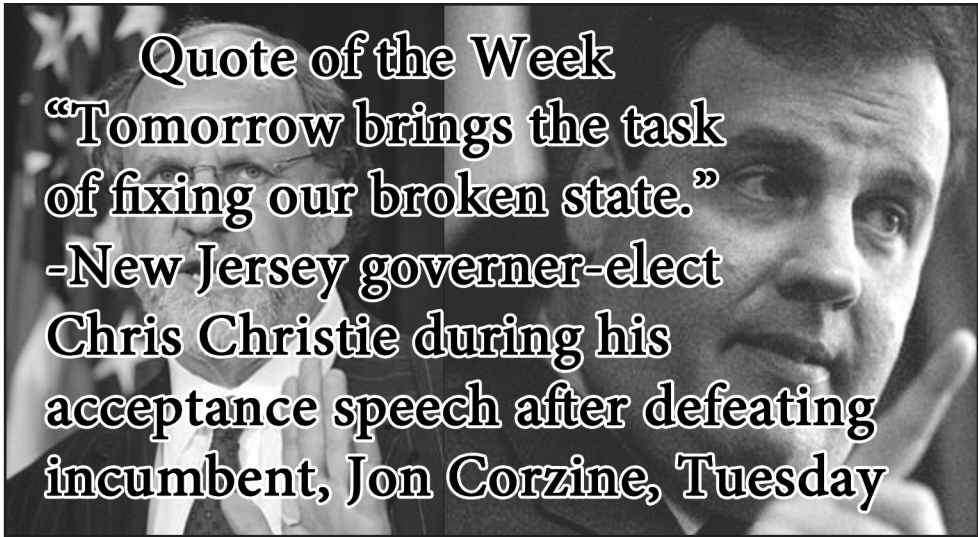 Quote of the Week
“Tomorrow brings the task
of fixing our broken state.”
-New Jersey governer-elect
Chris Christie during his
acceptance speech after defeating
incumbent, Jon Corzine, Tuesday